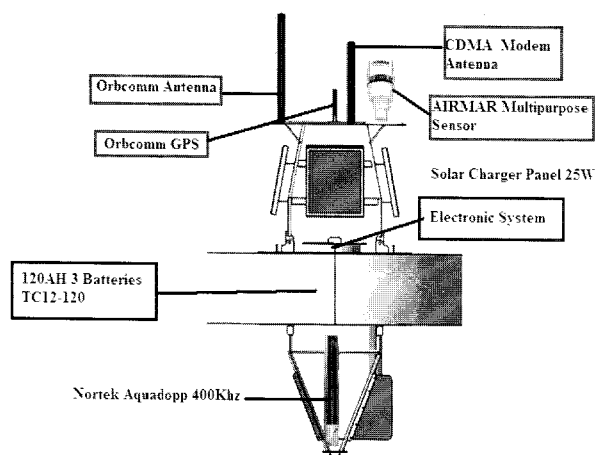 CDMA Modem
Antenna
Orbcomm Antenna
AIRMAR Multipurpose
Sensor
Orbcomm GPS
Solar Charger Panel 25W
Electronic System
120AH 3 Batteries
TC12-120
Nortek Aquadopp 400Khz